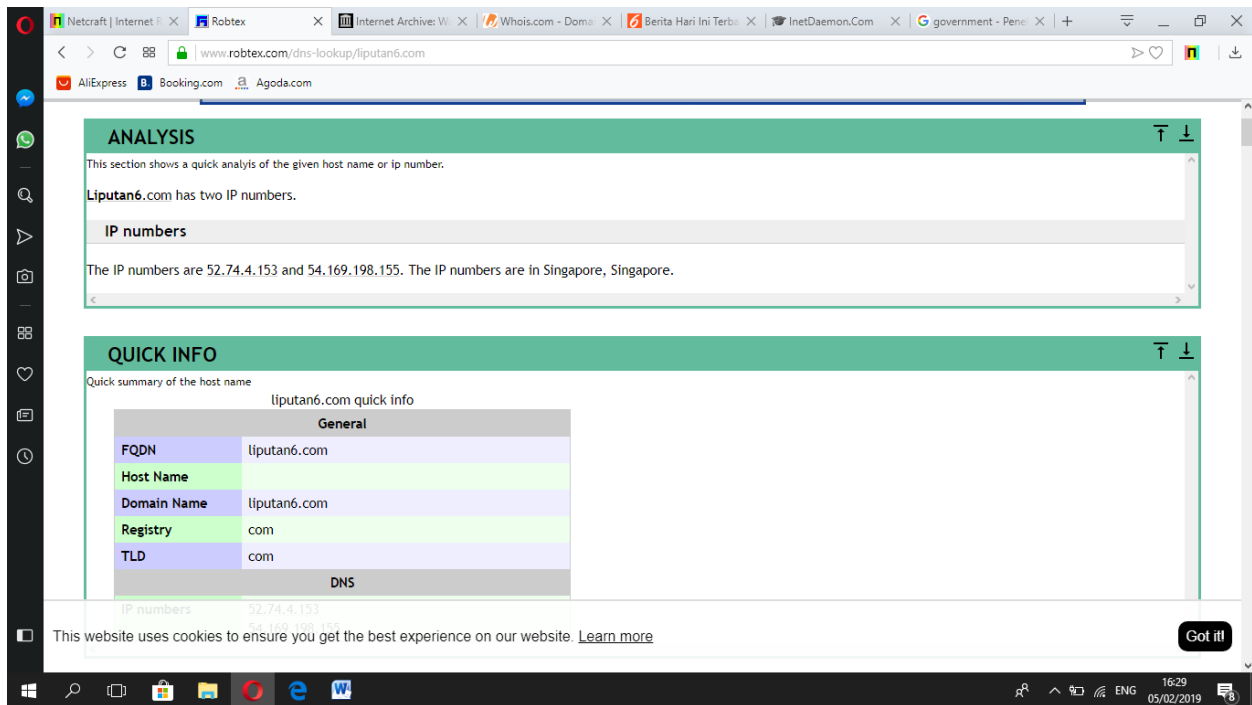 Netcraft | Internet R
Robtex
Internet Archive: Wa
Whois.com - Doma
Berita Hari Ini Terba
InetDaemon.Com
government - Pene
www.robtex.com/dns-lookup/liputan6.com
AliExpress
B. Booking.com
a Agoda.com
ANALYSIS
This section shows a quick analyis of the given host name or ip number.
Liputan6.com has two IP numbers.
IP numbers
The IP numbers are 52.74.4.153 and 54.169.198.155. The IP numbers are in Singapore, Singapore.
QUICK INFO
Quick summary of the host name
liputan6.com quick info
General
FQDN liputan6.com
Host Name
Domain Name liputan6.com
Registry com
TLD com
DNS
IP numbers 52.74.4.153
54.169.198.155
This website uses cookies to ensure you get the best experience on our website. Learn more
Got it!
ENG
16:29
05/02/2019
8